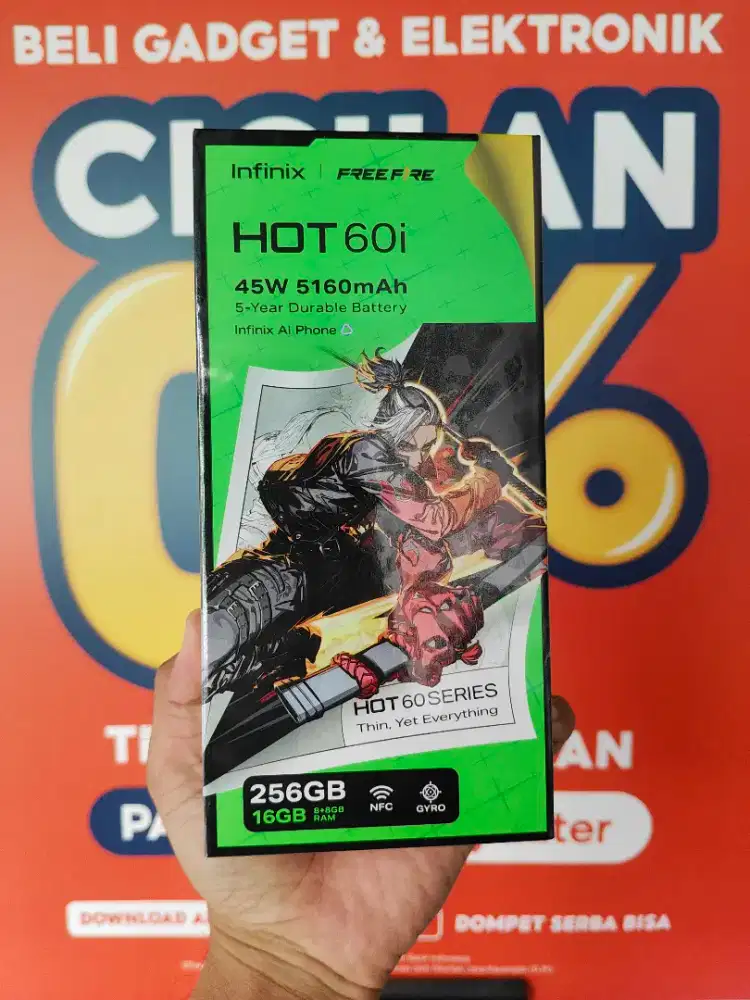 BELI GADGET & ELEKTRONIK
Infinix | FREE FIRE
HOT 60i
45W 5160mAh
5-Year Durable Battery
Infinix AI Phone
HOT 60 SERIES
Thin, Yet Everything
256GB
16GB 8+8GB RAM
NFC
GYRO
DOMPET SERBA BISA